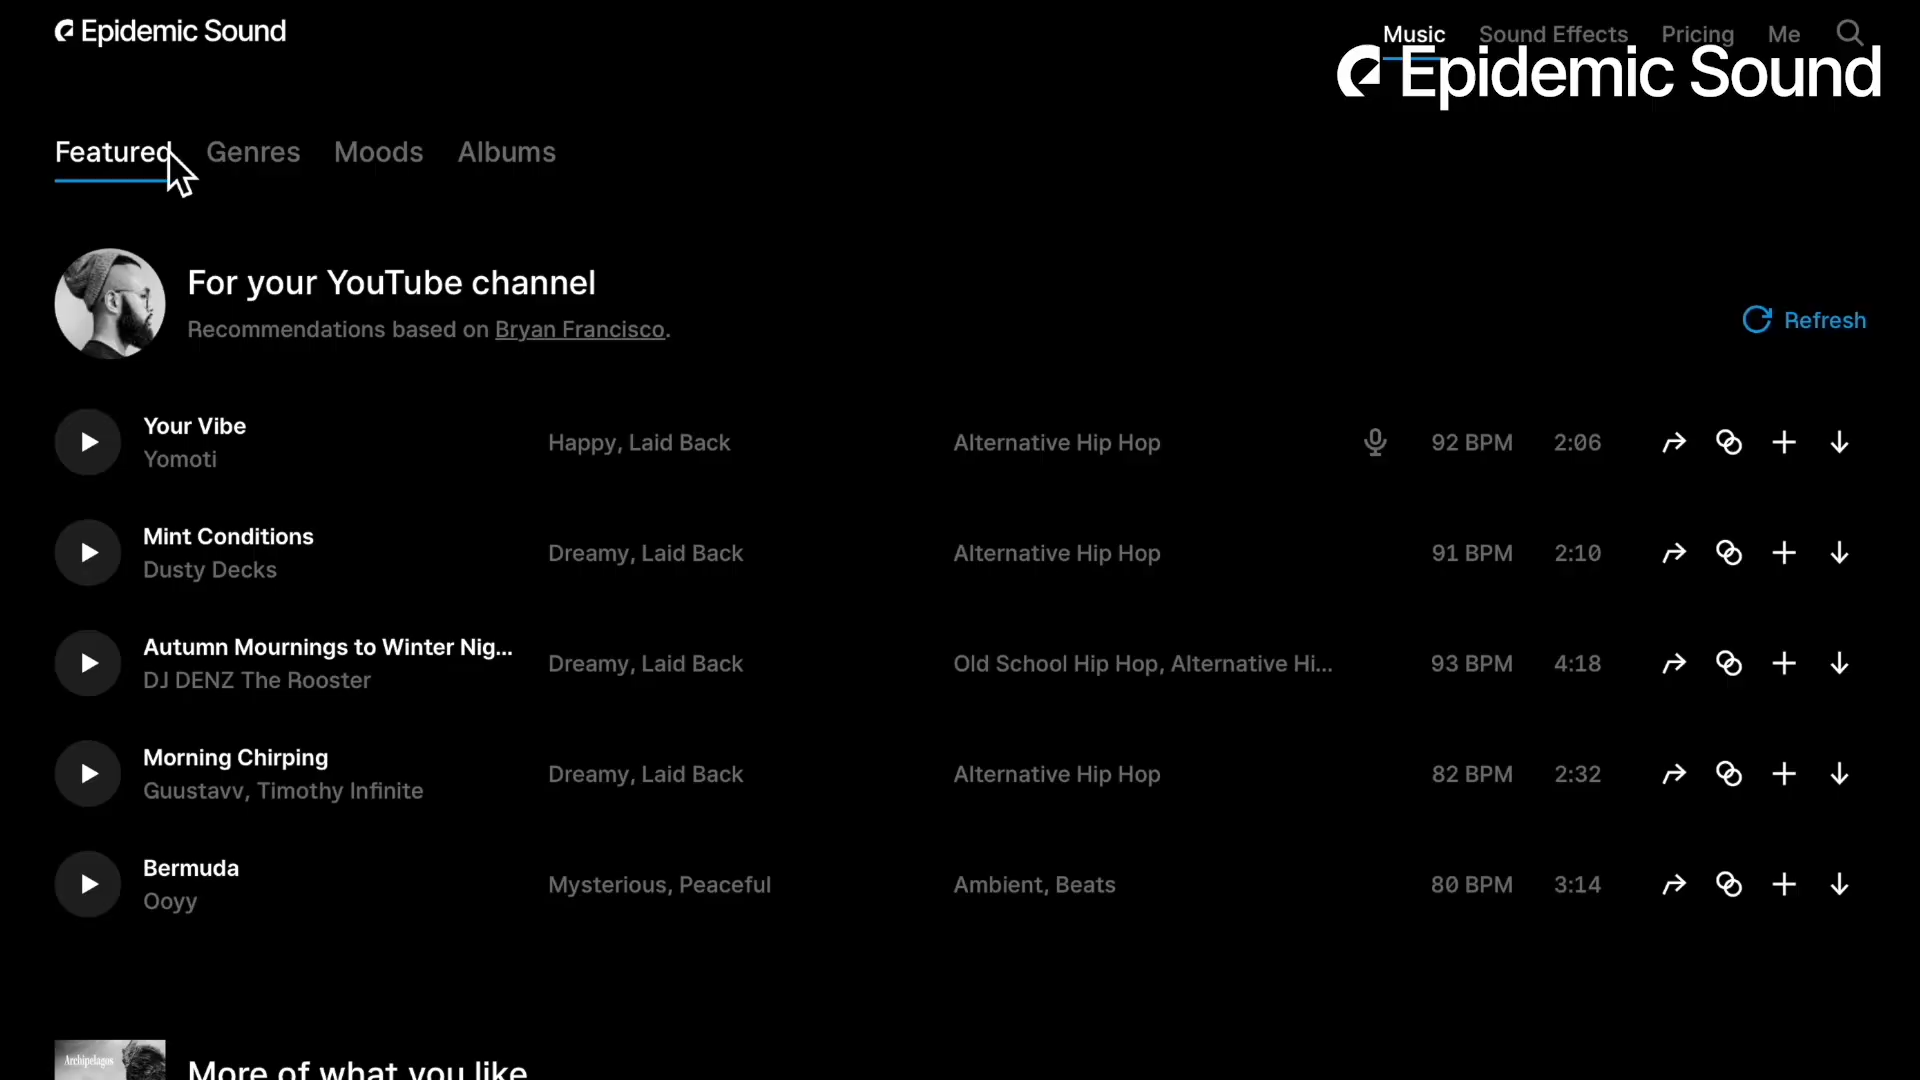 Epidemic Sound
Music Sound Effects Pricing Me
Epidemic Sound
Featured Genres Moods Albums
For your YouTube channel
Recommendations based on Bryan Francisco.
Refresh
Your Vibe
Yomoti
Happy, Laid Back
Alternative Hip Hop
92 BPM
2:06
Mint Conditions
Dusty Decks
Dreamy, Laid Back
Alternative Hip Hop
91 BPM
2:10
Autumn Mournings to Winter Nig...
DJ DENZ The Rooster
Dreamy, Laid Back
Old School Hip Hop, Alternative Hi...
93 BPM
4:18
Morning Chirping
Guustavv, Timothy Infinite
Dreamy, Laid Back
Alternative Hip Hop
82 BPM
2:32
Bermuda
Ooyy
Mysterious, Peaceful
Ambient, Beats
80 BPM
3:14
Archipelagos
More of what you like